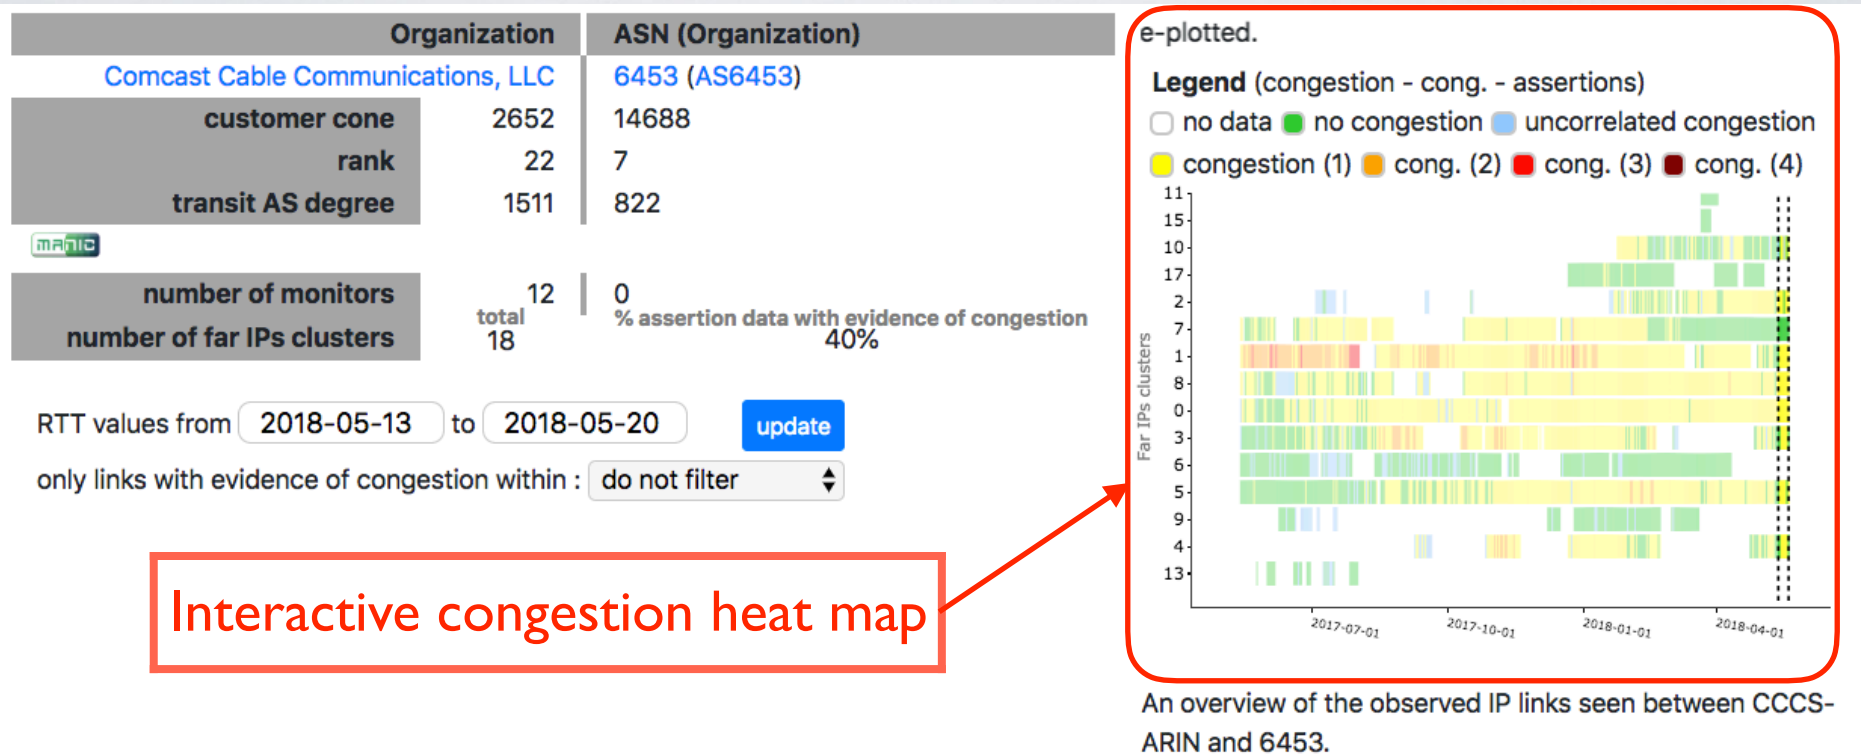 Organization ASN (Organization)
Comcast Cable Communications, LLC 6453 (AS6453)
customer cone 2652 14688
rank 22 7
transit AS degree 1511 822
manic
number of monitors 12 0
total % assertion data with evidence of congestion
number of far IPs clusters 18 40%
RTT values from 2018-05-13 to 2018-05-20 update
only links with evidence of congestion within : do not filter
Interactive congestion heat map
e-plotted.
Legend (congestion - cong. - assertions)
no data no congestion uncorrelated congestion
congestion (1) cong. (2) cong. (3) cong. (4)
Far IPs clusters
11
15
10
17
2
7
1
8
0
3
6
5
9
4
13
2017-07-01 2017-10-01 2018-01-01 2018-04-01
An overview of the observed IP links seen between CCCS-
ARIN and 6453.